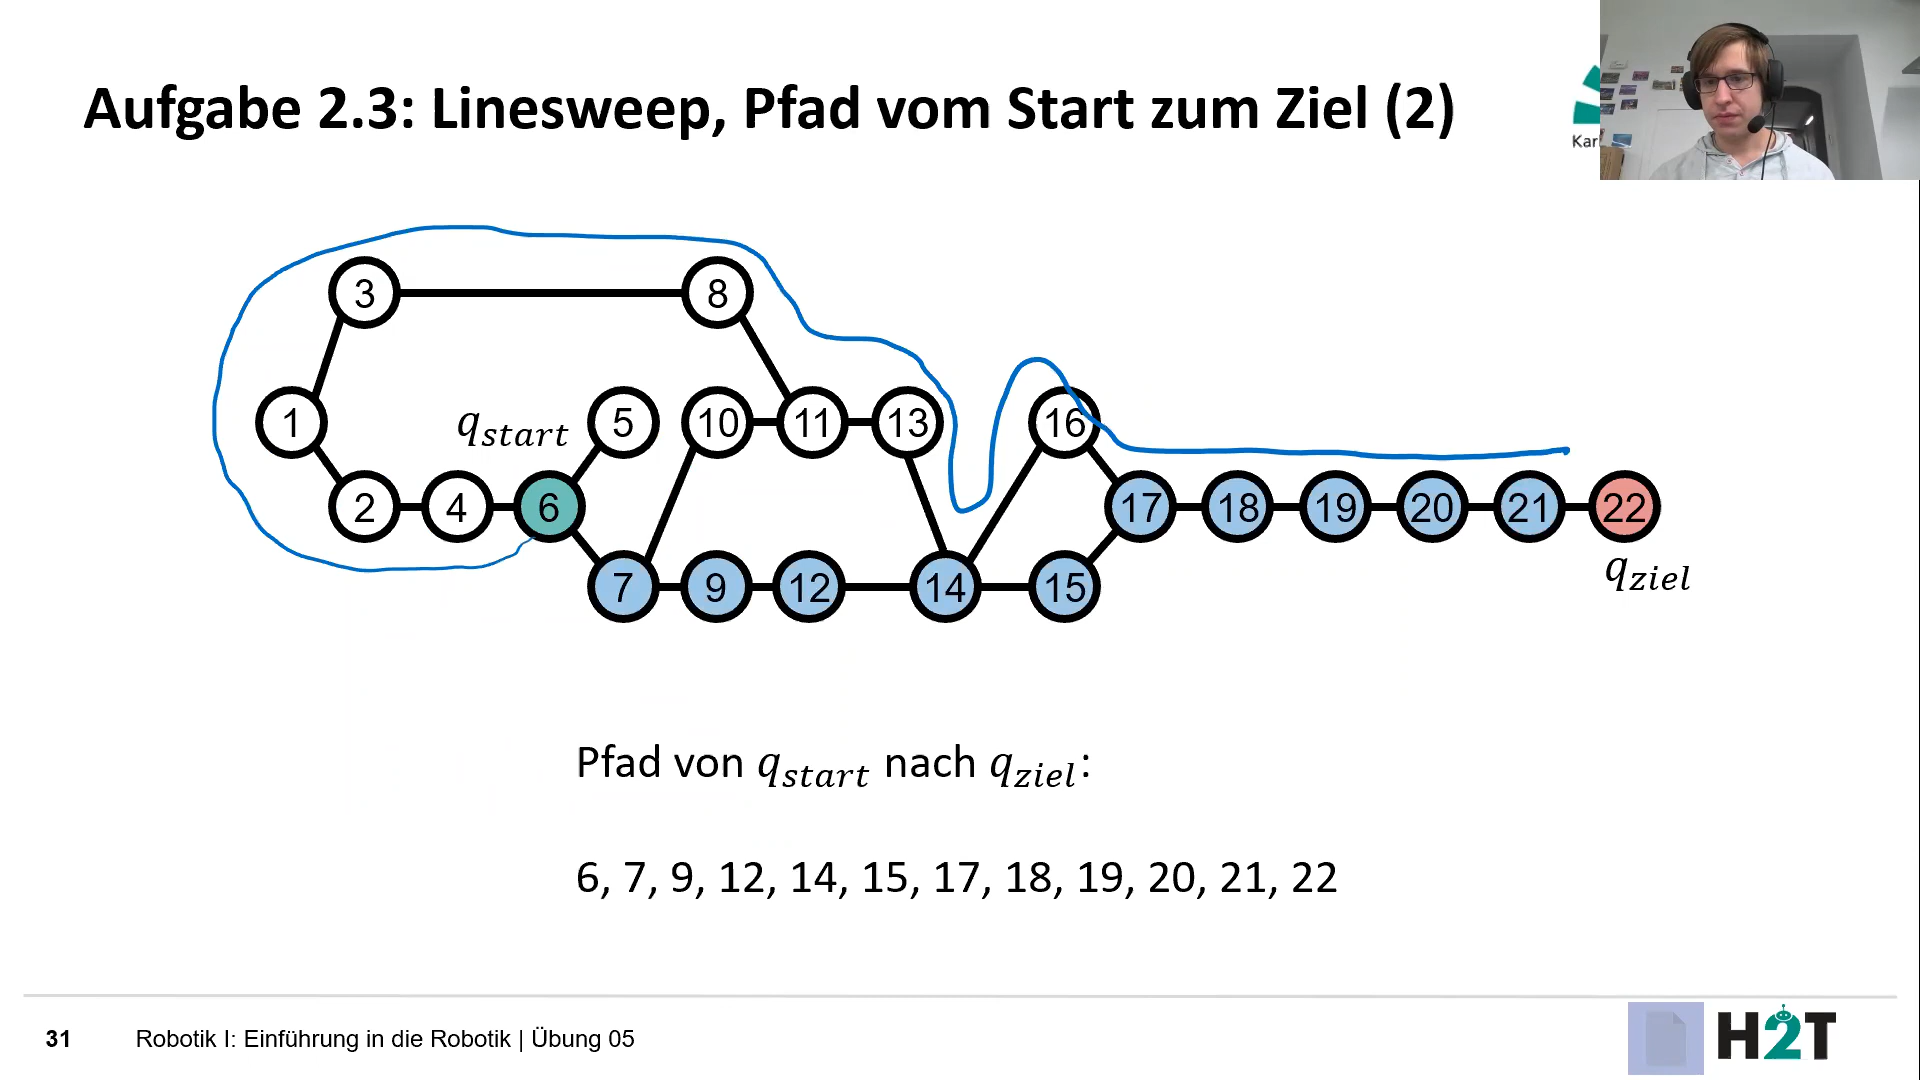 Aufgabe 2.3: Linesweep, Pfad vom Start zum Ziel (2)
Kar
3
8
1
q_start
5
10
11
13
16
2
4
6
17
18
19
20
21
22
q_ziel
7
9
12
14
15
Pfad von q_start nach q_ziel:
6, 7, 9, 12, 14, 15, 17, 18, 19, 20, 21, 22
31
Robotik I: Einführung in die Robotik | Übung 05
H2T